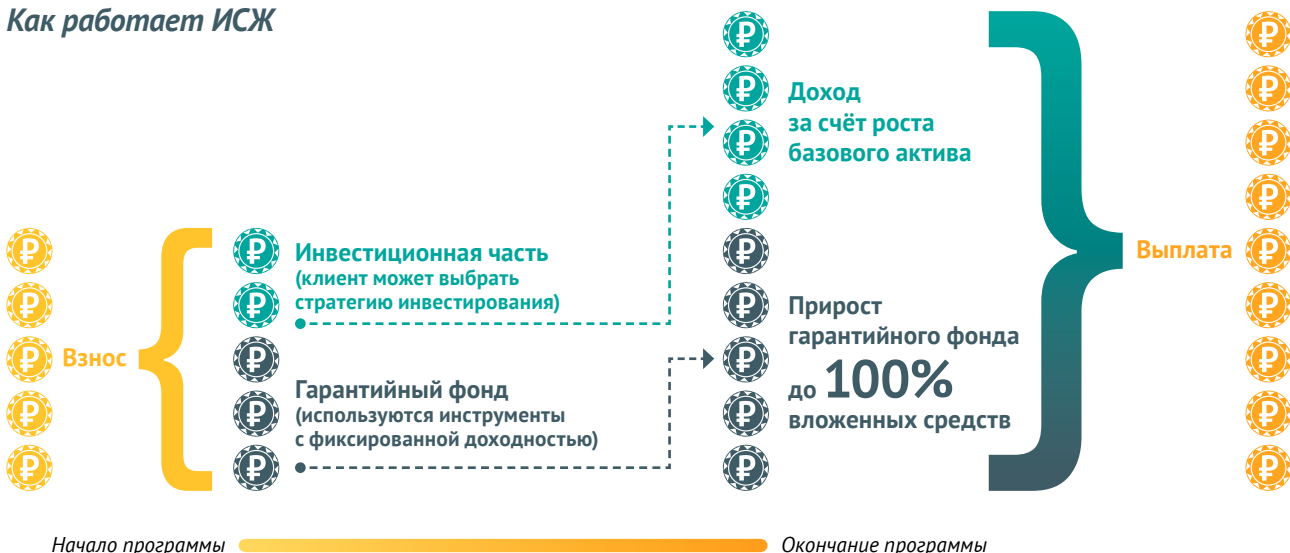 Как работает ИСЖ
Взнос
Инвестиционная часть
(клиент может выбрать
стратегию инвестирования)
Гарантийный фонд
(используются инструменты
с фиксированной доходностью)
Доход
за счёт роста
базового актива
Прирост
гарантийного фонда
до 100%
вложенных средств
Выплата
Начало программы
Окончание программы